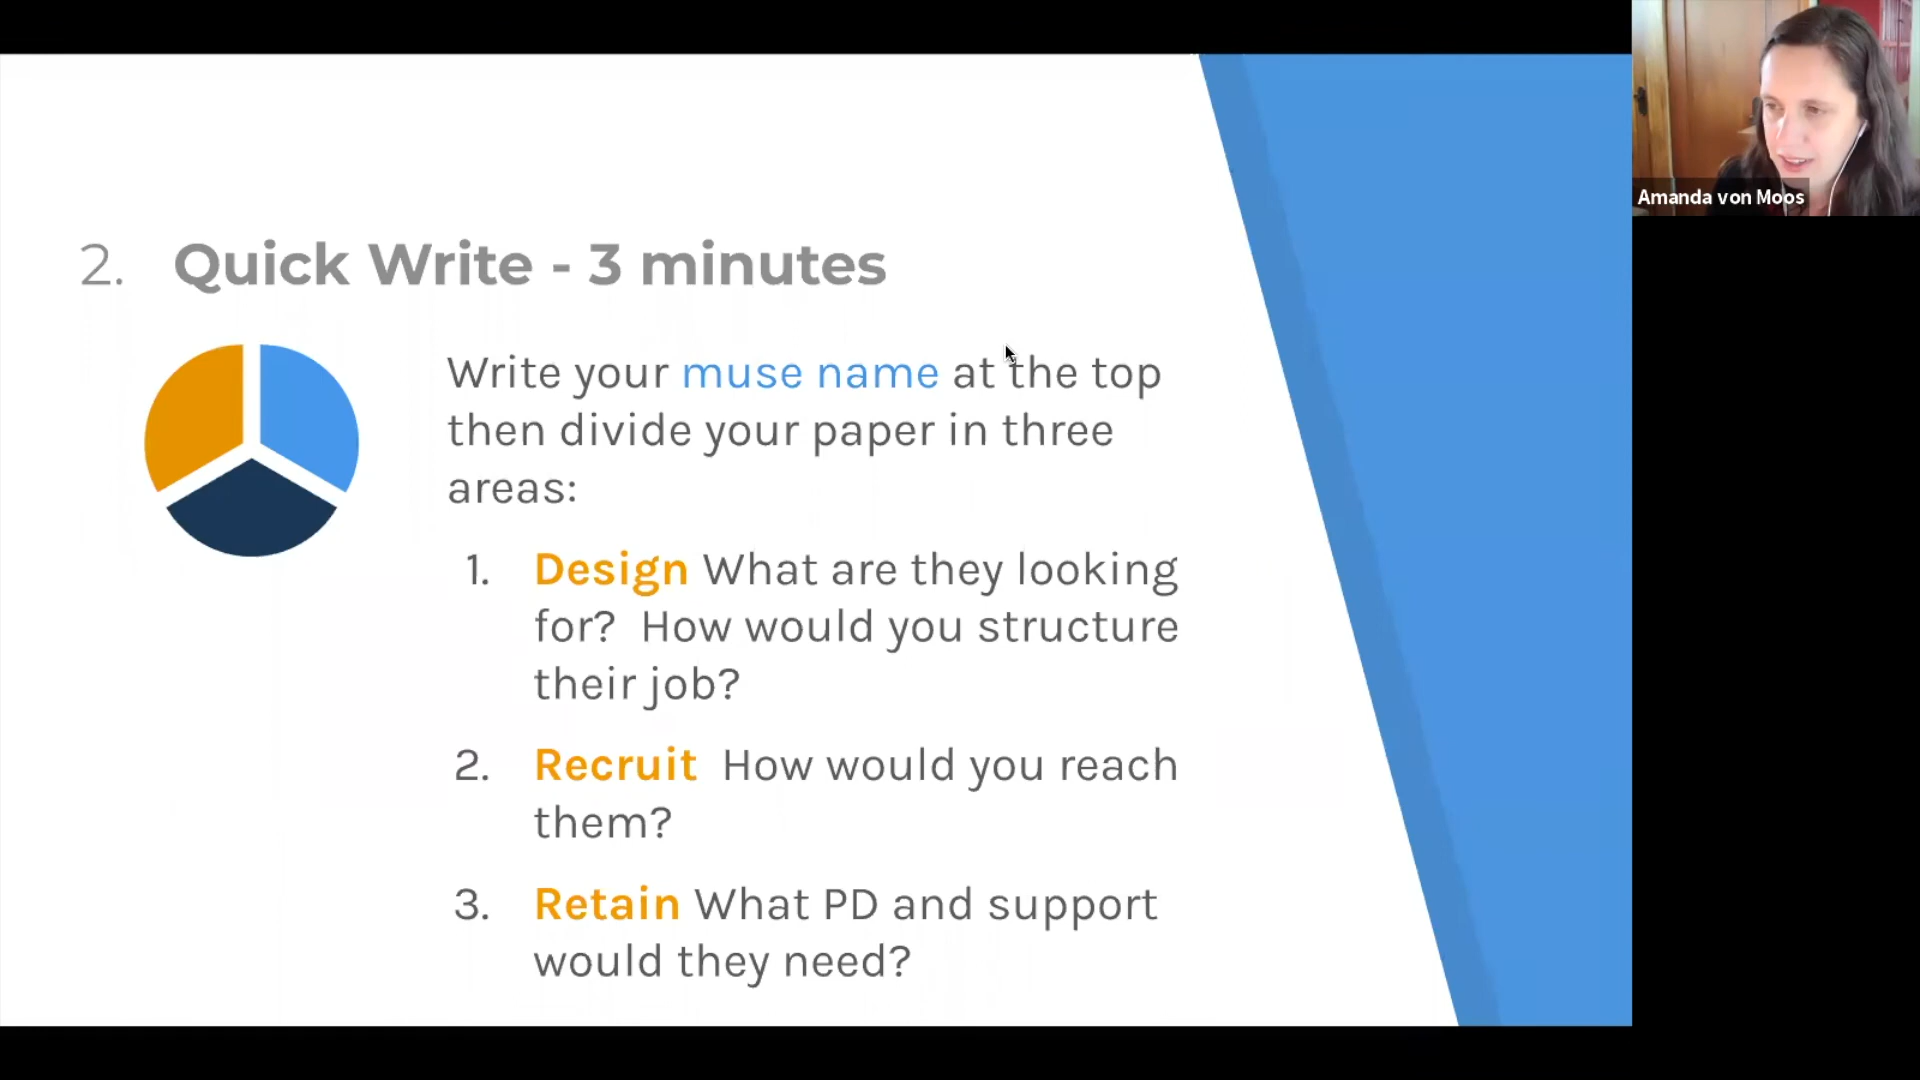 2. Quick Write - 3 minutes
Write your muse name at the top
then divide your paper in three
areas:
1. Design What are they looking
for? How would you structure
their job?
2. Recruit How would you reach
them?
3. Retain What PD and support
would they need?
Amanda von Moos